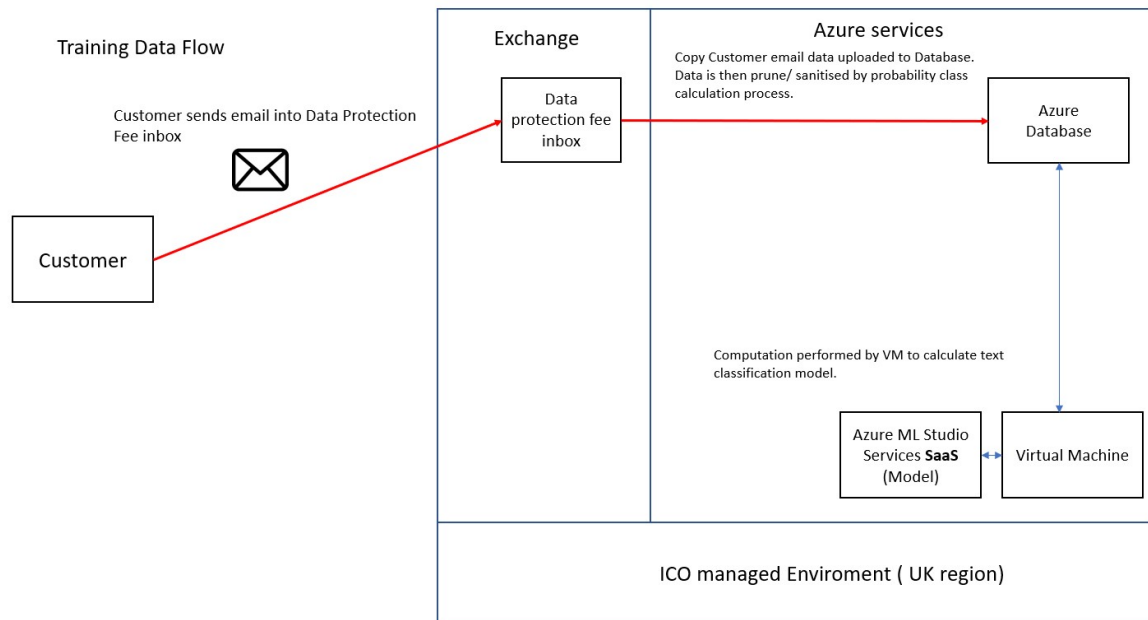 Training Data Flow
Customer sends email into Data Protection
Fee inbox
Customer
Exchange
Data
protection fee
inbox
Azure services
Copy Customer email data uploaded to Database.
Data is then prune/ sanitised by probability class
calculation process.
Azure
Database
Computation performed by VM to calculate text
classification model.
Azure ML Studio
Services SaaS
(Model)
Virtual Machine
ICO managed Enviroment ( UK region)